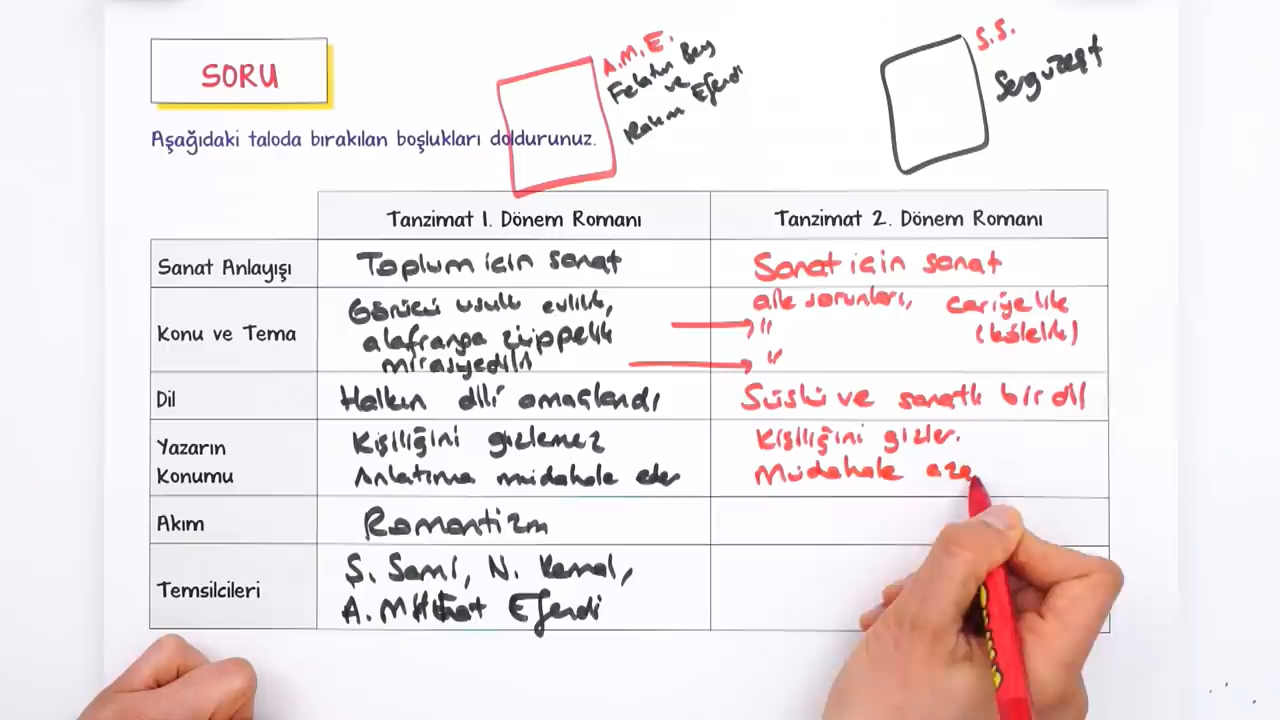 SORU
A.M.E.
Felatun Bey
ve
Rakım Efendi
S.S.
Sergüzeşt
Aşağıdaki taloda bırakılan boşlukları doldurunuz.
Tanzimat 1. Dönem Romanı
Tanzimat 2. Dönem Romanı
Sanat Anlayışı
Toplum için sanat
Sanat için sanat
Konu ve Tema
Görücü usulü evlilik,
alafranga züppelik
mirasyedilik
aile sorunları, cariyelik
" (kölelik)
"
Dil
Halkın dili amaçlandı
Süslü ve sanatlı bir dil
Yazarın
Konumu
Kişiliğini gizlemez
Anlatıma müdahale eder
Kişiliğini gizler.
Müdahale aze
Akım
Romantizm
Temsilcileri
Ş. Sami, N. Kemal,
A. Mithat Efendi